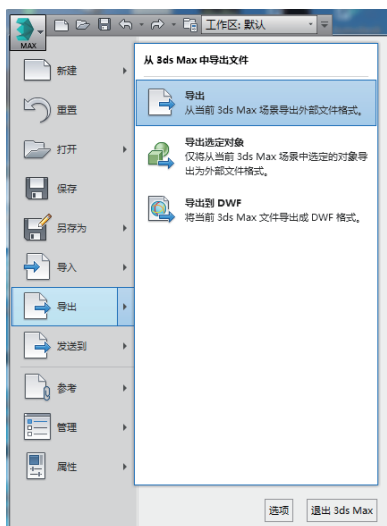 工作区: 默认
MAX
从 3ds Max 中导出文件
新建
重置
打开
保存
另存为
导入
导出
发送到
参考
管理
属性
导出
从当前 3ds Max 场景导出外部文件格式。
导出选定对象
仅将从当前 3ds Max 场景中选定的对象导
出为外部文件格式。
导出到 DWF
将当前 3ds Max 文件导出成 DWF 格式。
选项
退出 3ds Max